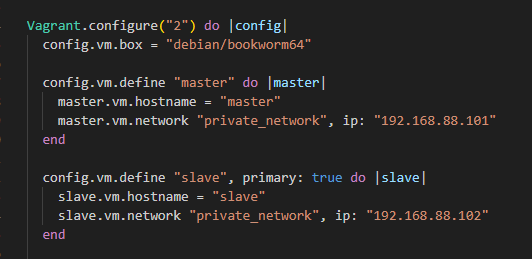 Vagrant.configure("2") do |config|
config.vm.box = "debian/bookworm64"
config.vm.define "master" do |master|
master.vm.hostname = "master"
master.vm.network "private_network", ip: "192.168.88.101"
end
config.vm.define "slave", primary: true do |slave|
slave.vm.hostname = "slave"
slave.vm.network "private_network", ip: "192.168.88.102"
end